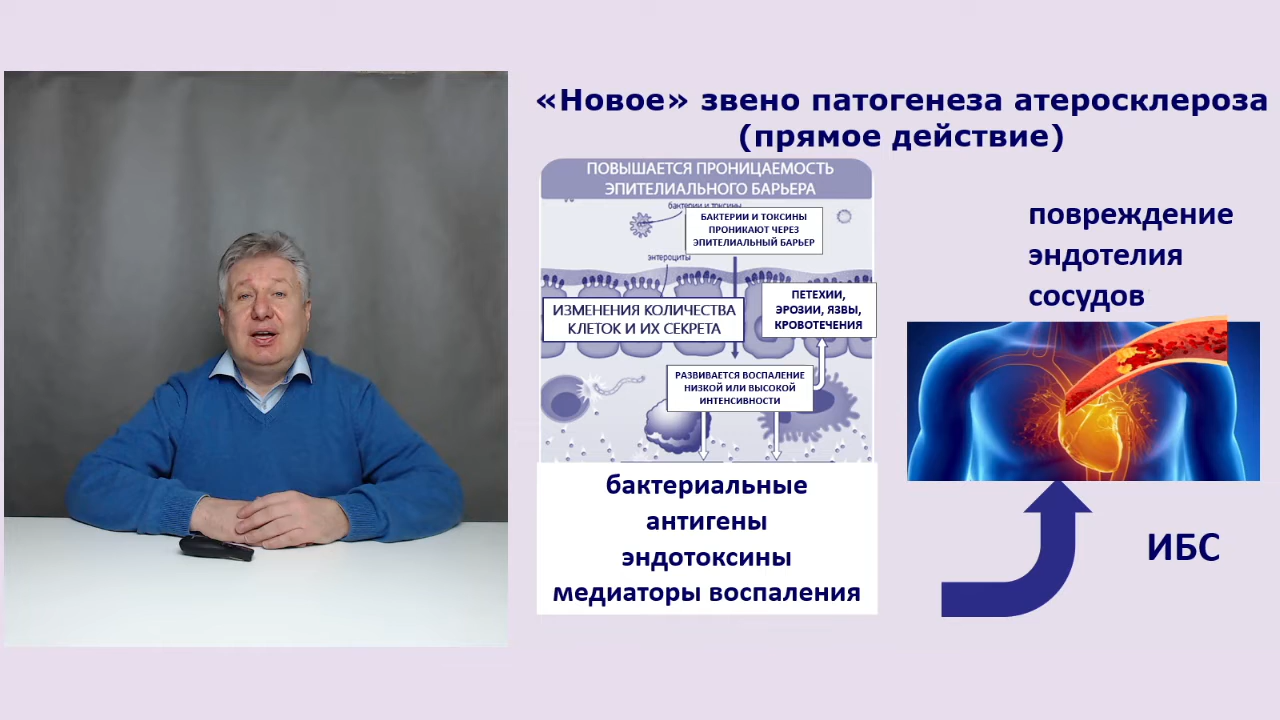 «Новое» звено патогенеза атеросклероза
(прямое действие)
ПОВЫШАЕТСЯ ПРОНИЦАЕМОСТЬ
ЭПИТЕЛИАЛЬНОГО БАРЬЕРА
бактерии и токсины
БАКТЕРИИ И ТОКСИНЫ
ПРОНИКАЮТ ЧЕРЕЗ
ЭПИТЕЛИАЛЬНЫЙ БАРЬЕР
энтероциты
ПЕТЕХИИ,
ЭРОЗИИ, ЯЗВЫ,
КРОВОТЕЧЕНИЯ
ИЗМЕНЕНИЯ КОЛИЧЕСТВА
КЛЕТОК И ИХ СЕКРЕТА
РАЗВИВАЕТСЯ ВОСПАЛЕНИЕ
НИЗКОЙ ИЛИ ВЫСОКОЙ
ИНТЕНСИВНОСТИ
бактериальные
антигены
эндотоксины
медиаторы воспаления
повреждение
эндотелия
сосудов
ИБС